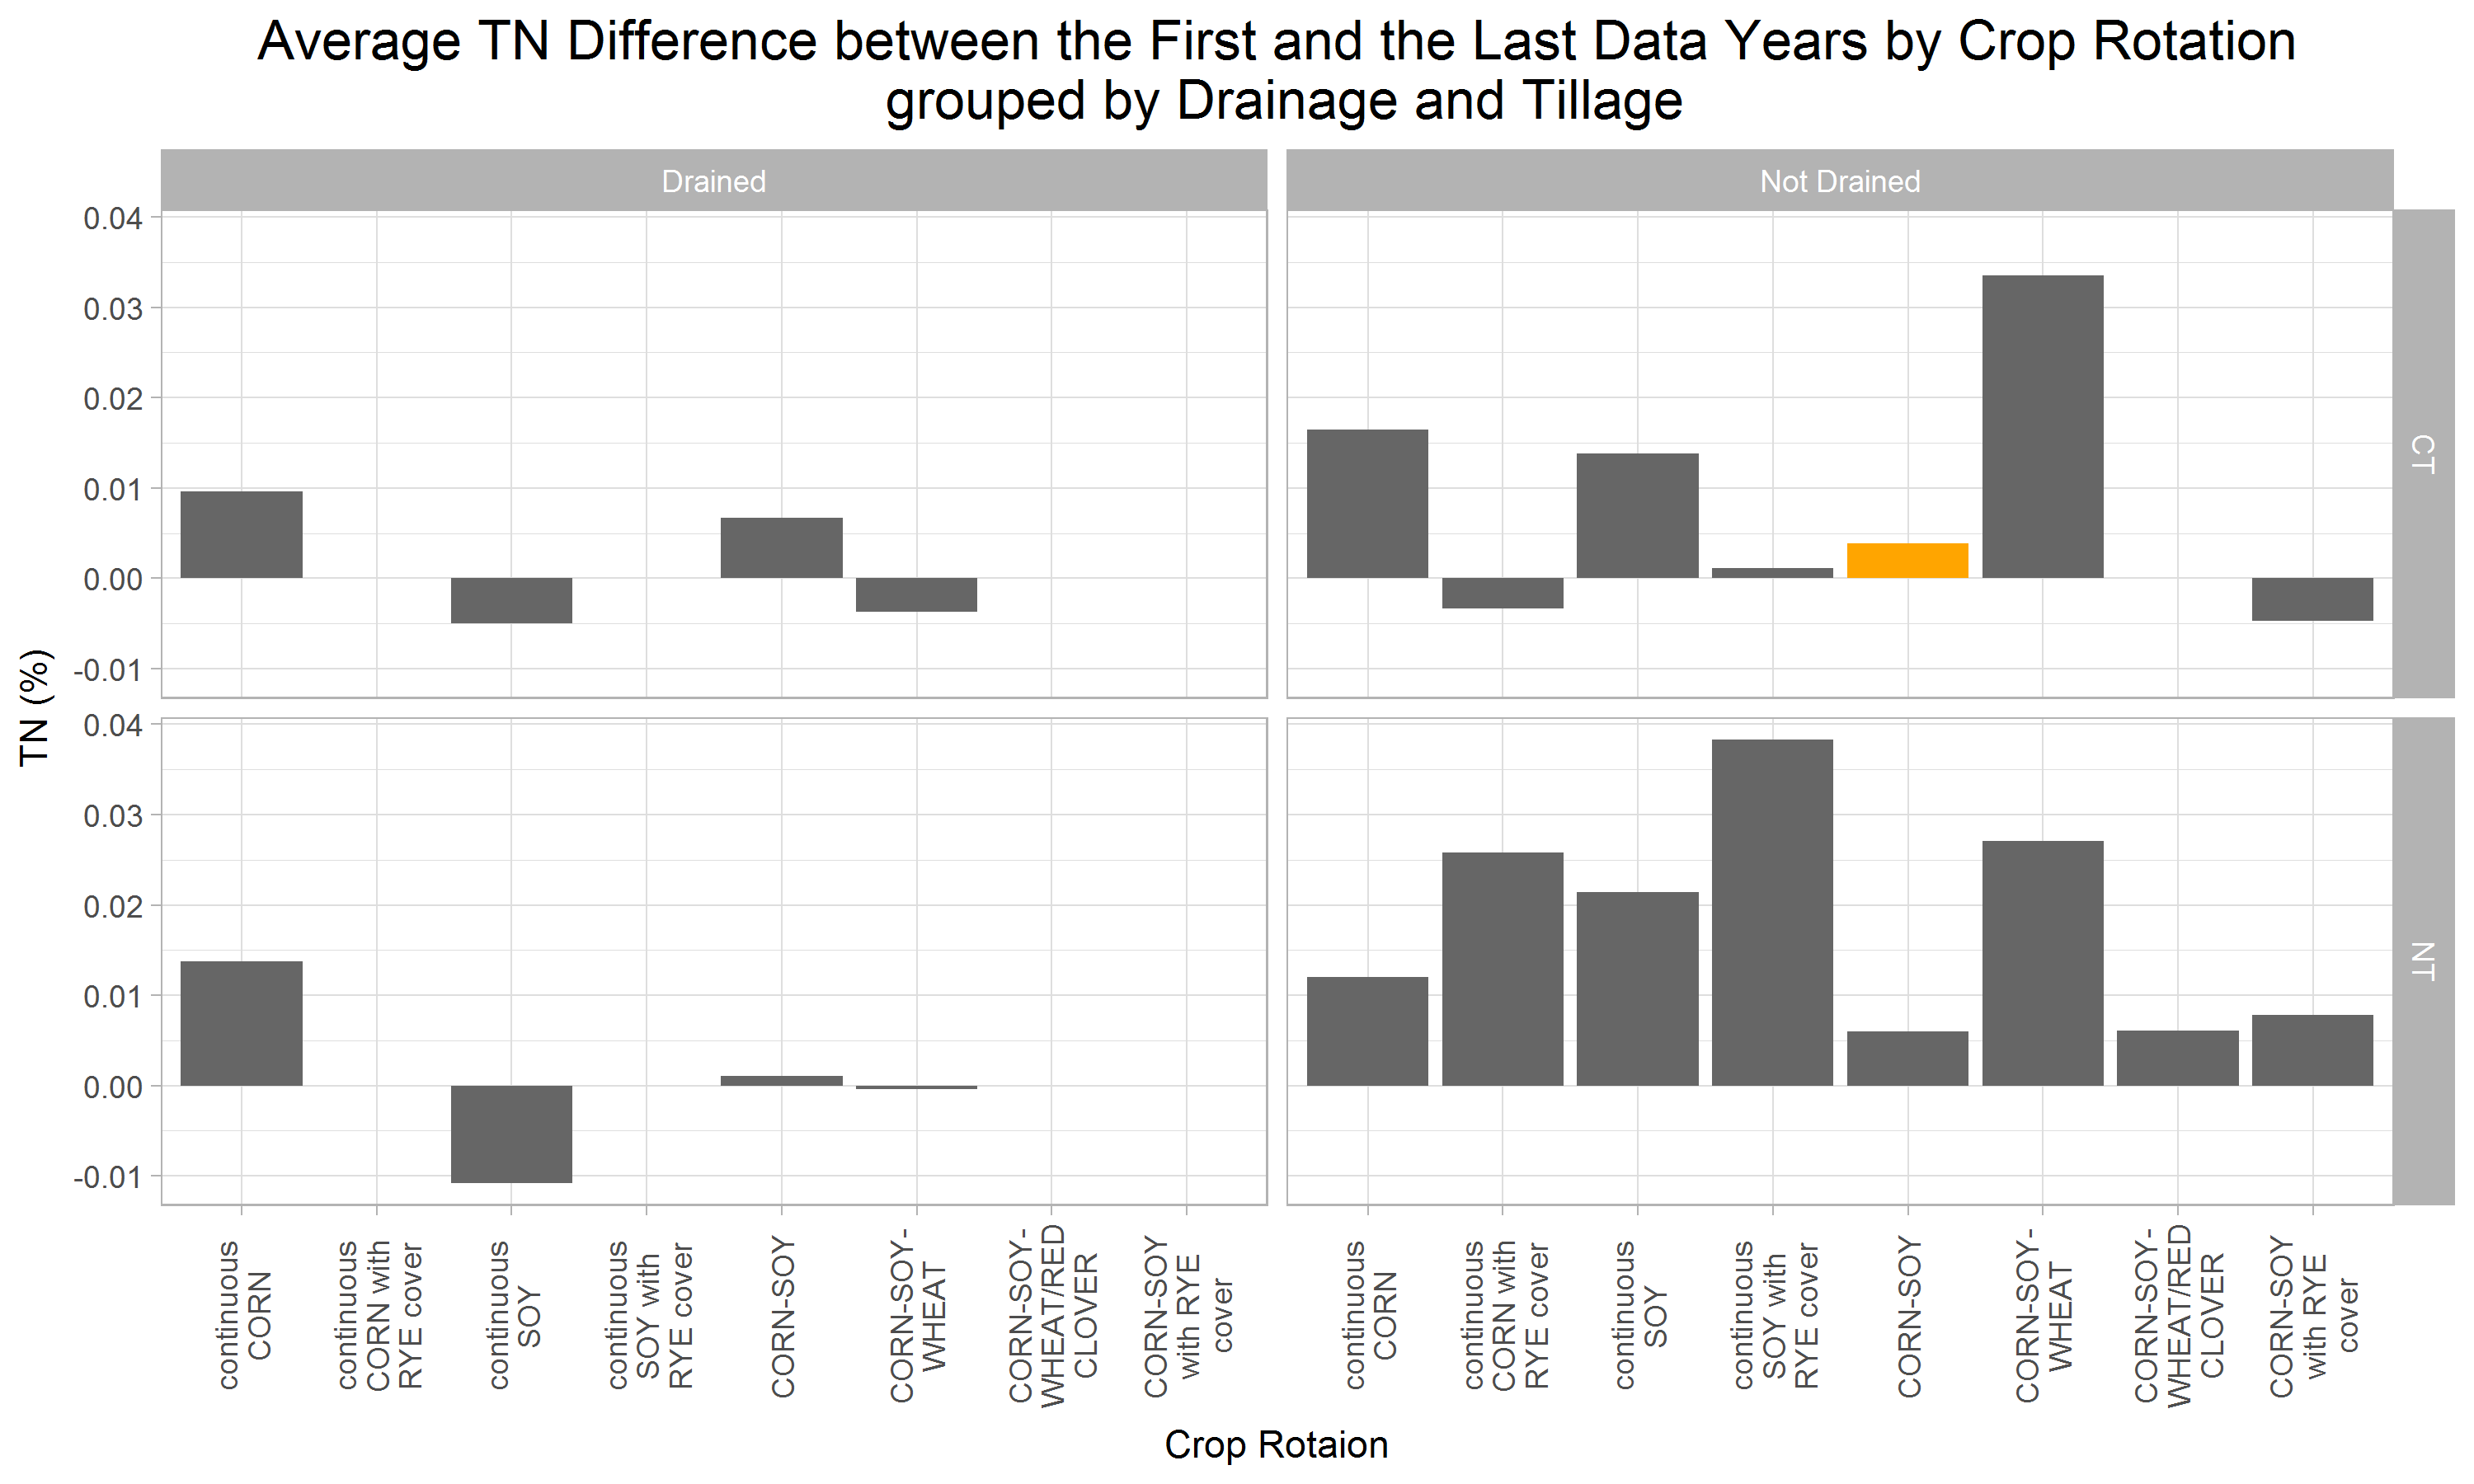 Average TN Difference between the First and the Last Data Years by Crop Rotation
grouped by Drainage and Tillage
Drained
Not Drained
0.04
0.03
0.02
0.01
0.00
-0.01
CT
TN (%)
0.04
0.03
0.02
0.01
0.00
-0.01
NT
continuous
CORN
continuous
CORN with
RYE cover
continuous
SOY
continuous
SOY with
RYE cover
CORN-SOY
CORN-SOY-
WHEAT
CORN-SOY-
WHEAT/RED
CLOVER
CORN-SOY
with RYE
cover
continuous
CORN
continuous
CORN with
RYE cover
continuous
SOY
continuous
SOY with
RYE cover
CORN-SOY
CORN-SOY-
WHEAT
CORN-SOY-
WHEAT/RED
CLOVER
CORN-SOY
with RYE
cover
Crop Rotaion